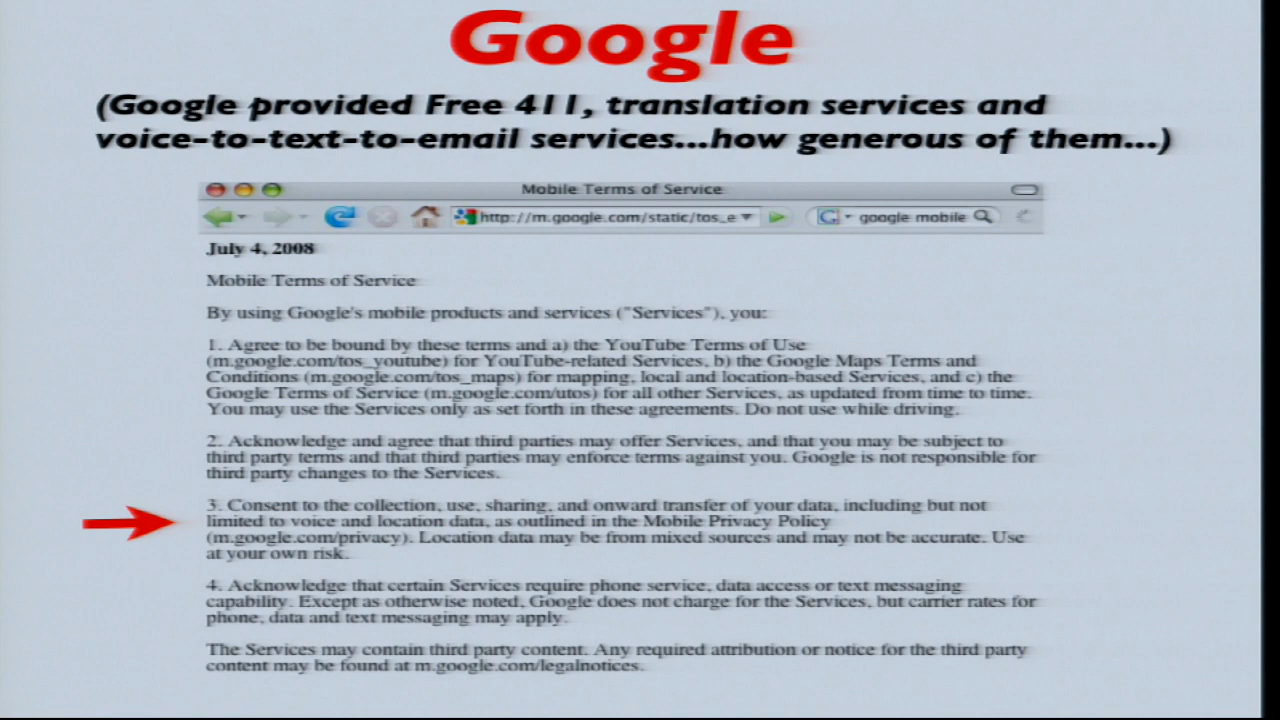 Google
(Google provided Free 411, translation services and
voice-to-text-to-email services...how generous of them...)
Mobile Terms of Service
http://m.google.com/static/tos_e
google mobile
July 4, 2008
Mobile Terms of Service
By using Google's mobile products and services ("Services"), you:
1. Agree to be bound by these terms and a) the YouTube Terms of Use
(m.google.com/tos_youtube) for YouTube-related Services, b) the Google Maps Terms and
Conditions (m.google.com/tos_maps) for mapping, local and location-based Services, and c) the
Google Terms of Service (m.google.com/utos) for all other Services, as updated from time to time.
You may use the Services only as set forth in these agreements. Do not use while driving.
2. Acknowledge and agree that third parties may offer Services, and that you may be subject to
third party terms and that third parties may enforce terms against you. Google is not responsible for
third party changes to the Services.
3. Consent to the collection, use, sharing, and onward transfer of your data, including but not
limited to voice and location data, as outlined in the Mobile Privacy Policy
(m.google.com/privacy). Location data may be from mixed sources and may not be accurate. Use
at your own risk.
4. Acknowledge that certain Services require phone service, data access or text messaging
capability. Except as otherwise noted, Google does not charge for the Services, but carrier rates for
phone, data and text messaging may apply.
The Services may contain third party content. Any required attribution or notice for the third party
content may be found at m.google.com/legalnotices.